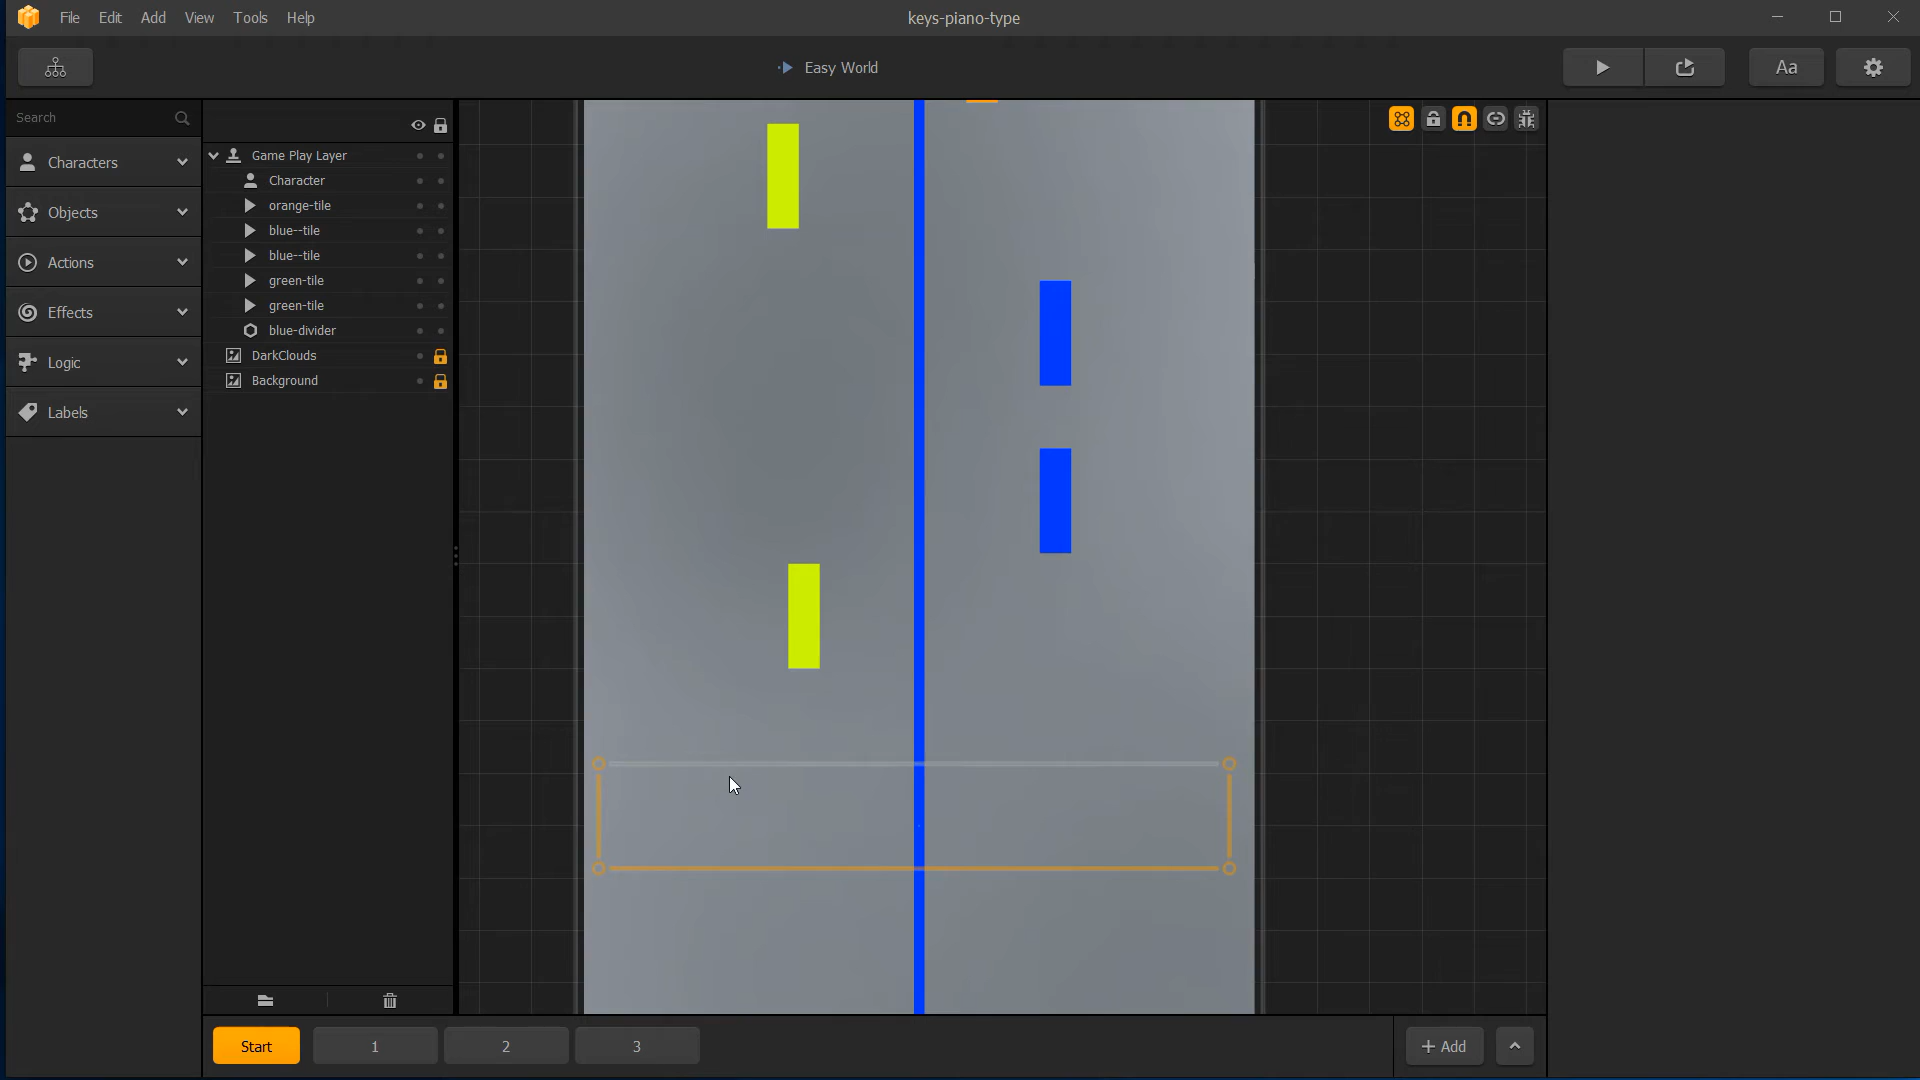 File Edit Add View Tools Help
keys-piano-type
Easy World
Aa
Search
Characters
Objects
Actions
Effects
Logic
Labels
Game Play Layer
Character
orange-tile
blue--tile
blue--tile
green-tile
green-tile
blue-divider
DarkClouds
Background
Start 1 2 3
+ Add